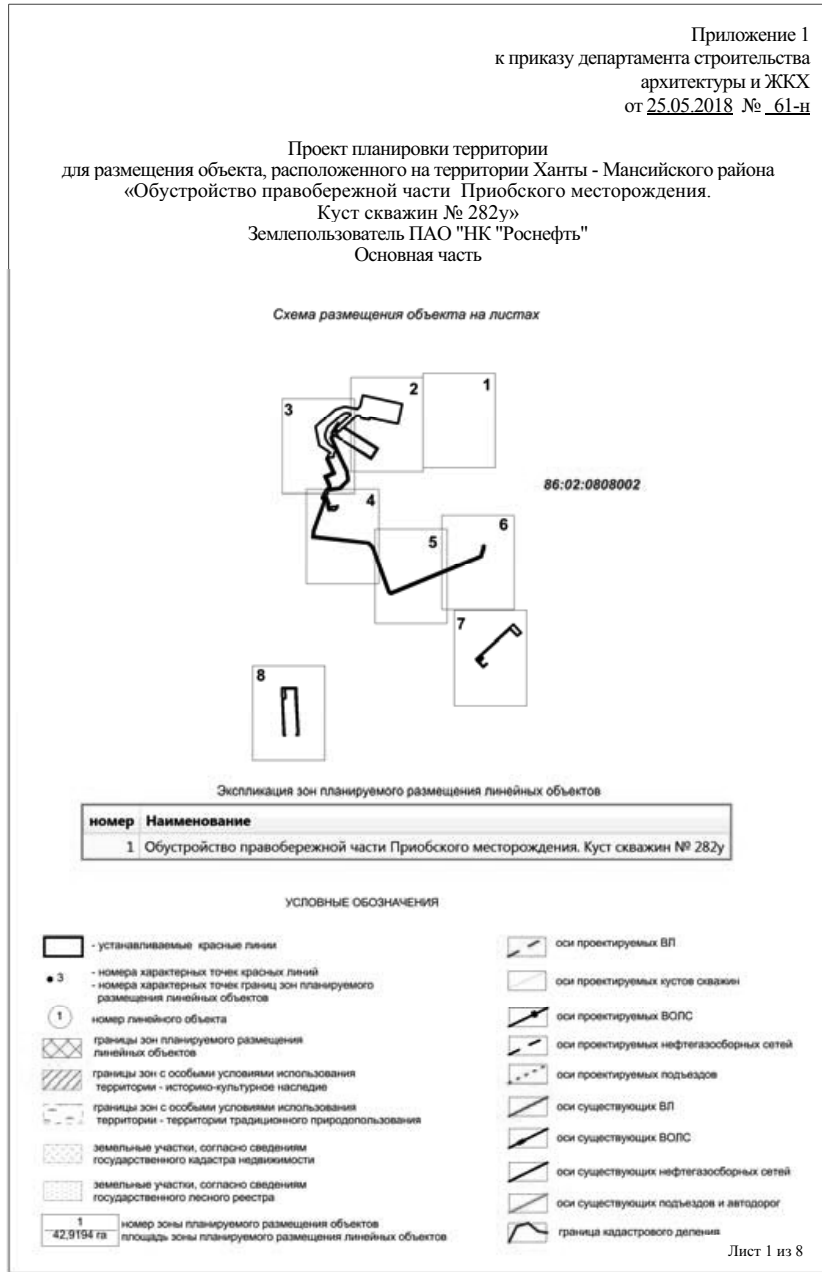 Приложение 1
к приказу департамента строительства
архитектуры и ЖКХ
от 25.05.2018 № 61-н
Проект планировки территории
для размещения объекта, расположенного на территории Ханты - Мансийского района
«Обустройство правобережной части Приобского месторождения.
Куст скважин № 282у»
Землепользователь ПАО "НК "Роснефть"
Основная часть
Схема размещения объекта на листах
1
2
3
86:02:0808002
4
5
6
7
8
Экспликация зон планируемого размещения линейных объектов
номер Наименование
1 Обустройство правобережной части Приобского месторождения. Куст скважин № 282у
УСЛОВНЫЕ ОБОЗНАЧЕНИЯ
- устанавливаемые красные линии
3
- номера характерных точек красных линий
- номера характерных точек границ зон планируемого
размещения линейных объектов
1
номер линейного объекта
границы зон планируемого размещения
линейных объектов
границы зон с особыми условиями использования
территории - историко-культурное наследие
границы зон с особыми условиями использования
территории - территории традиционного природопользования
земельные участки, согласно сведениям
государственного кадастра недвижимости
земельные участки, согласно сведениям
государственного лесного реестра
1
42,9194 га
номер зоны планируемого размещения объектов
площадь зоны планируемого размещения линейных объектов
оси проектируемых ВЛ
оси проектируемых кустов скважин
оси проектируемых ВОЛС
оси проектируемых нефтегазосборных сетей
оси проектируемых подъездов
оси существующих ВЛ
оси существующих ВОЛС
оси существующих нефтегазосборных сетей
оси существующих подъездов и автодорог
граница кадастрового деления
Лист 1 из 8